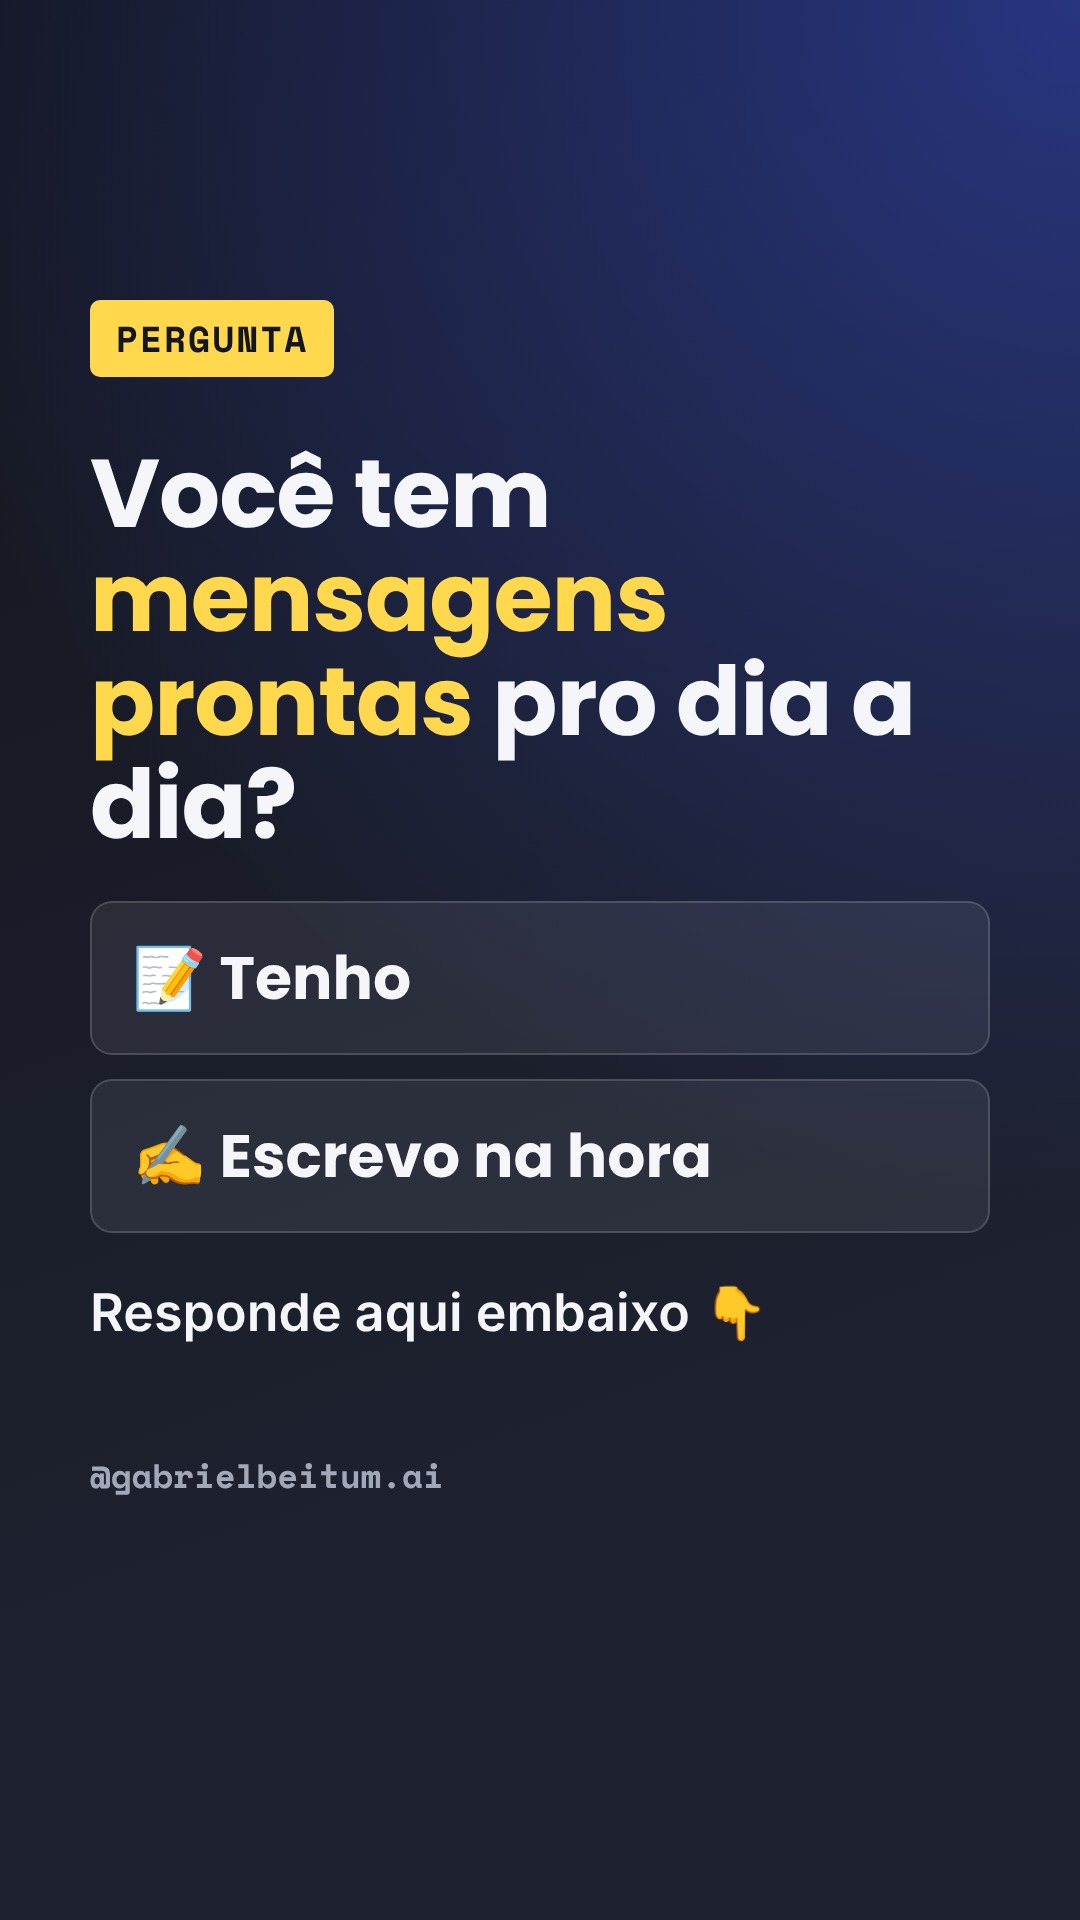 PERGUNTA
Você tem
mensagens
prontas pro dia a
dia?
📝 Tenho
✍️ Escrevo na hora
Responde aqui embaixo 👇
@gabrielbeitum.ai